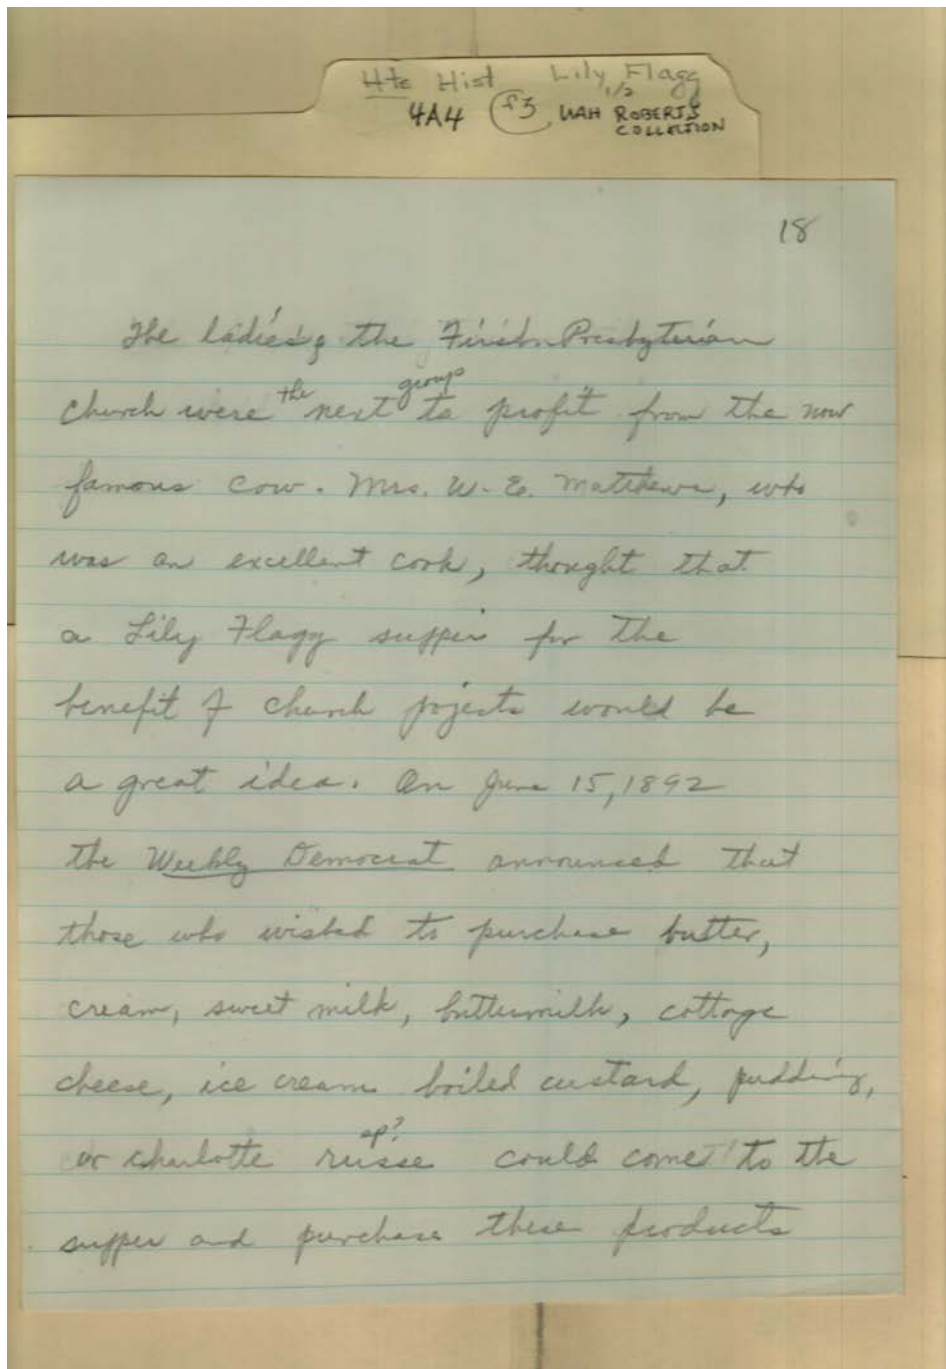 Hts Hist Lily Flagg
1/2
4A4 f3 UAH ROBERTS
COLLECTION
18
The ladies of the First Presbyterian
church were the next group to profit from the now
famous cow. Mrs. W. E. Matthews, who
was an excellent cook, thought that
a Lily Flagg supper for the
benefit of church projects would be
a great idea. On June 15, 1892
the Weekly Democrat announced that
those who wished to purchase butter,
cream, sweet milk, buttermilk, cottage
cheese, ice cream boiled custard, pudding,
sp?
or charlotte russe could come to the
supper and purchase these products